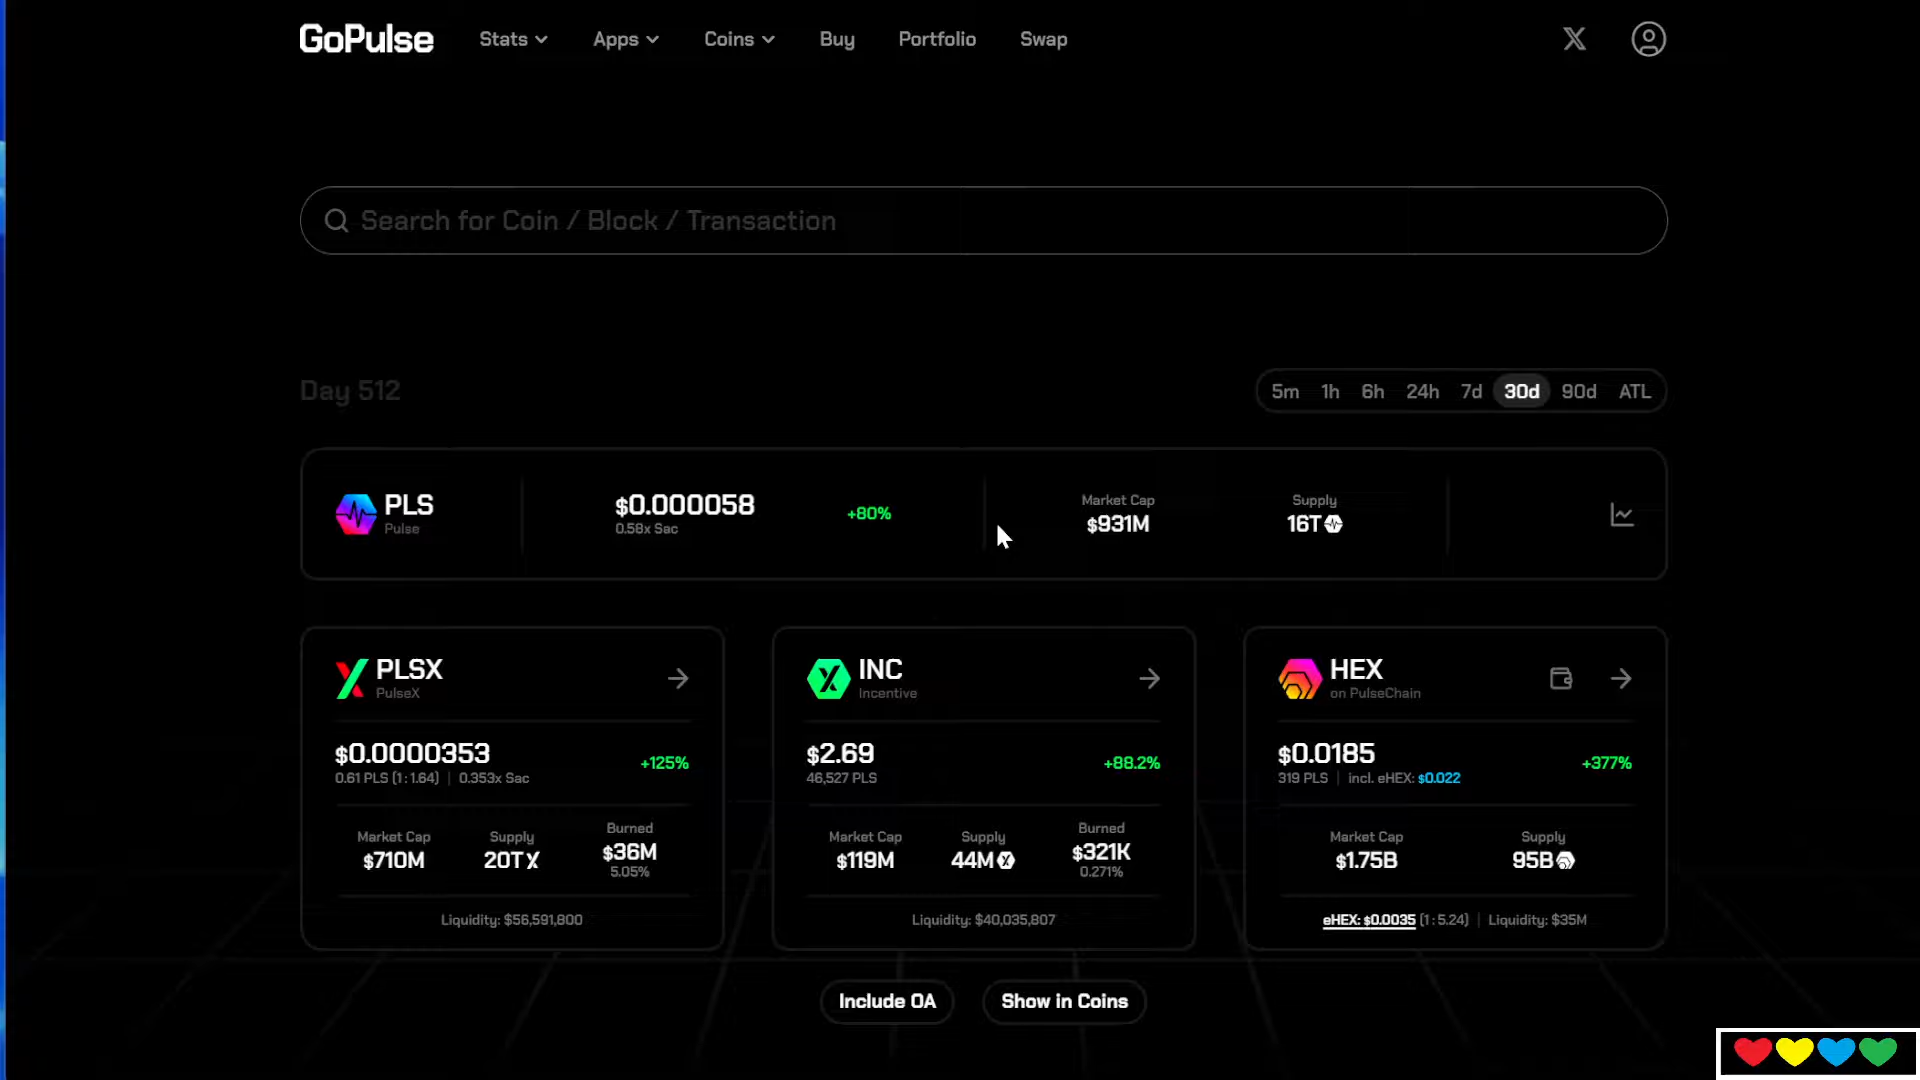 GoPulse Stats Apps Coins Buy Portfolio Swap
Search for Coin / Block / Transaction
Day 512
5m 1h 6h 24h 7d 30d 90d ATL
PLS
Pulse
$0.000058
0.58x Sac
+80%
Market Cap
$931M
Supply
16T
PLSX
PulseX
$0.0000353
0.61 PLS (1 : 1.64) | 0.353x Sac
+125%
Market Cap
$710M
Supply
20T
Burned
$36M
5.05%
Liquidity: $56,591,800
INC
Incentive
$2.69
46,527 PLS
+88.2%
Market Cap
$119M
Supply
44M
Burned
$321K
0.271%
Liquidity: $40,035,807
HEX
on PulseChain
$0.0185
319 PLS | incl. eHEX: $0.022
+377%
Market Cap
$1.75B
Supply
95B
eHEX: $0.0035 (1 : 5.24) | Liquidity: $35M
Include OA
Show in Coins